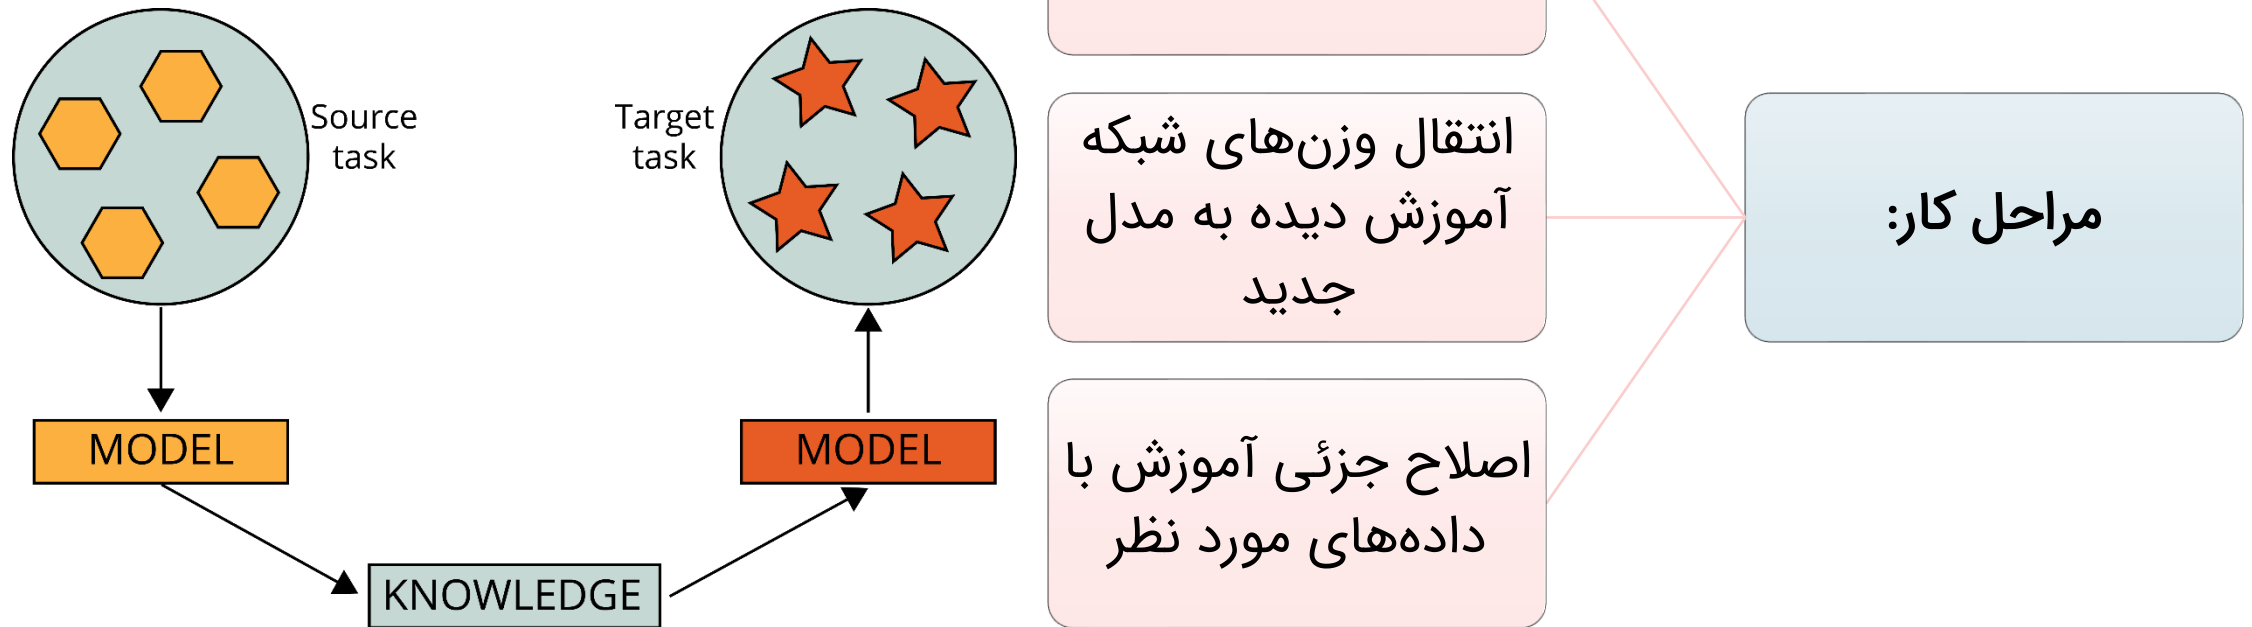 Source
task
Target
task
MODEL
MODEL
KNOWLEDGE
مراحل کار:
انتقال وزن‌های شبکه
آموزش دیده به مدل
جدید
اصلاح جزئی آموزش با
داده‌های مورد نظر